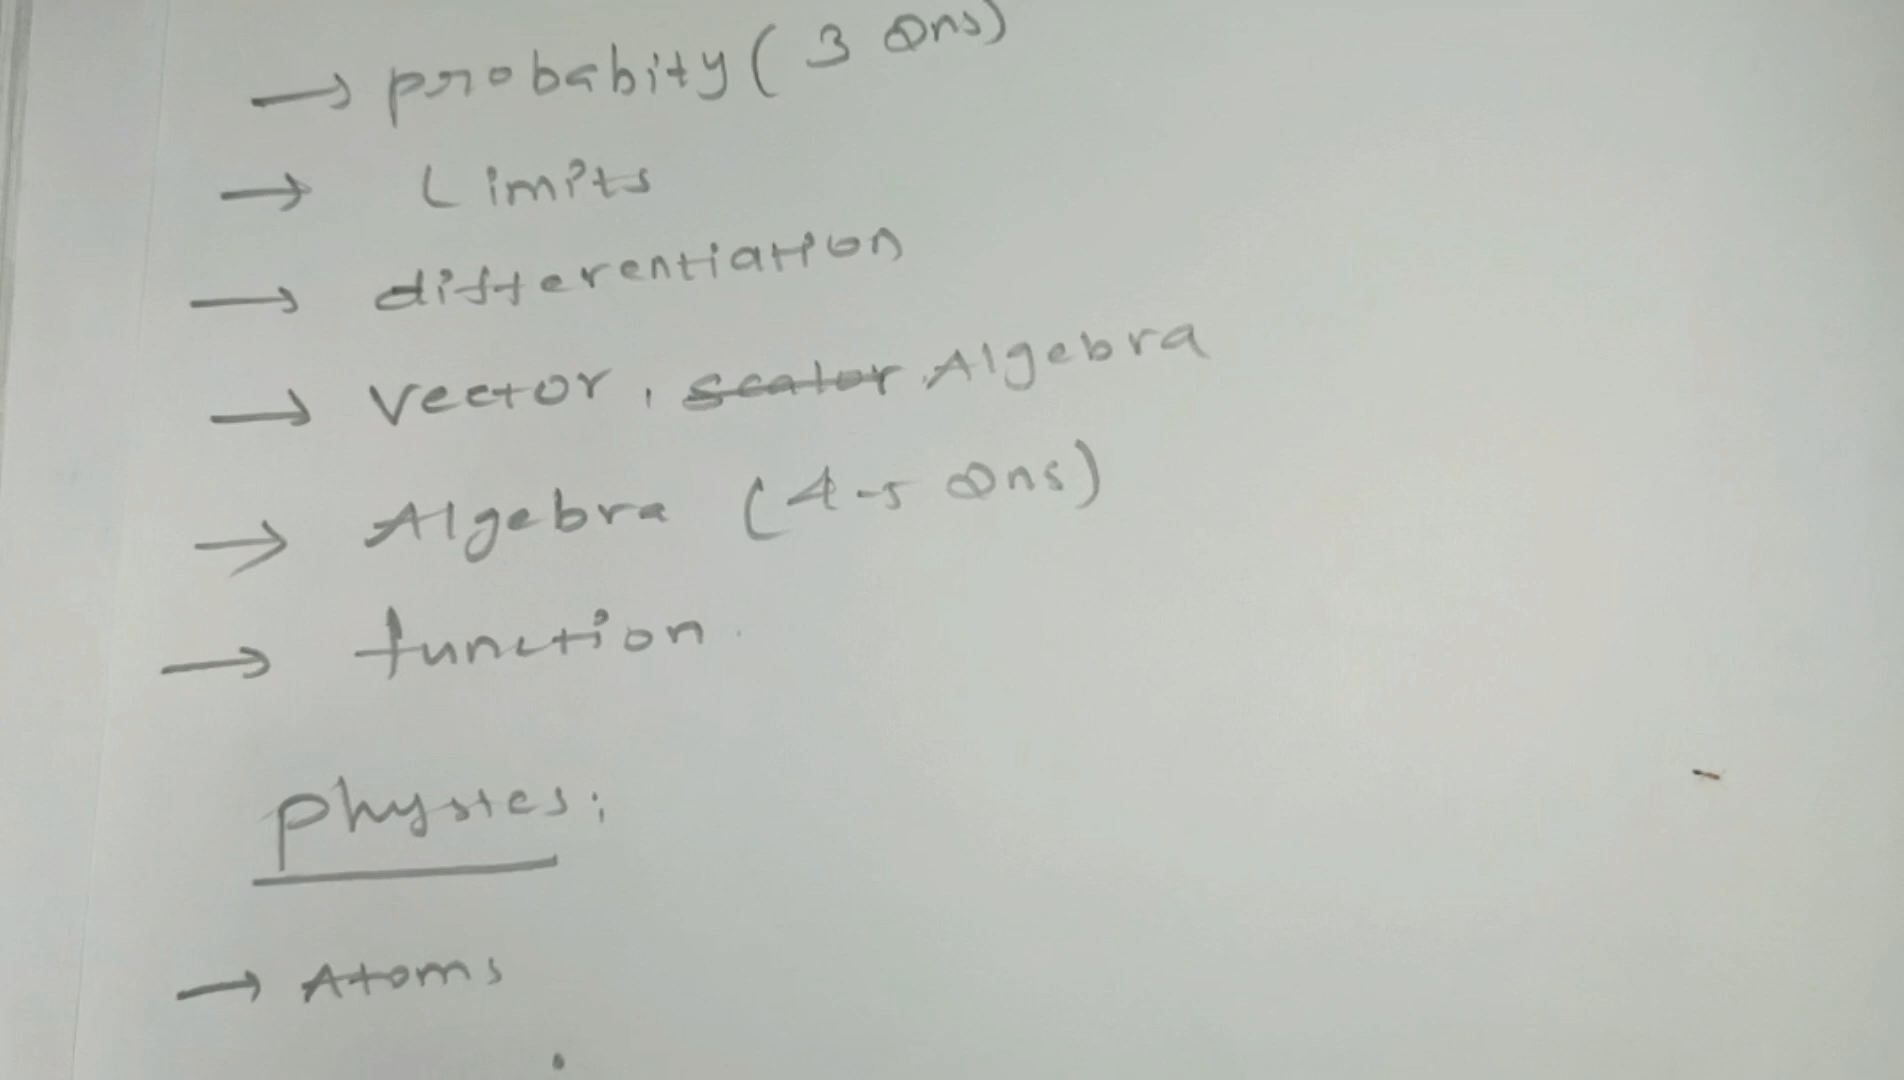 → probabity ( 3 Qns)
→ Limits
→ differentiation
→ Vector, scalar Algebra
→ Algebra (4-5 Qns)
→ function
physics:
→ Atoms